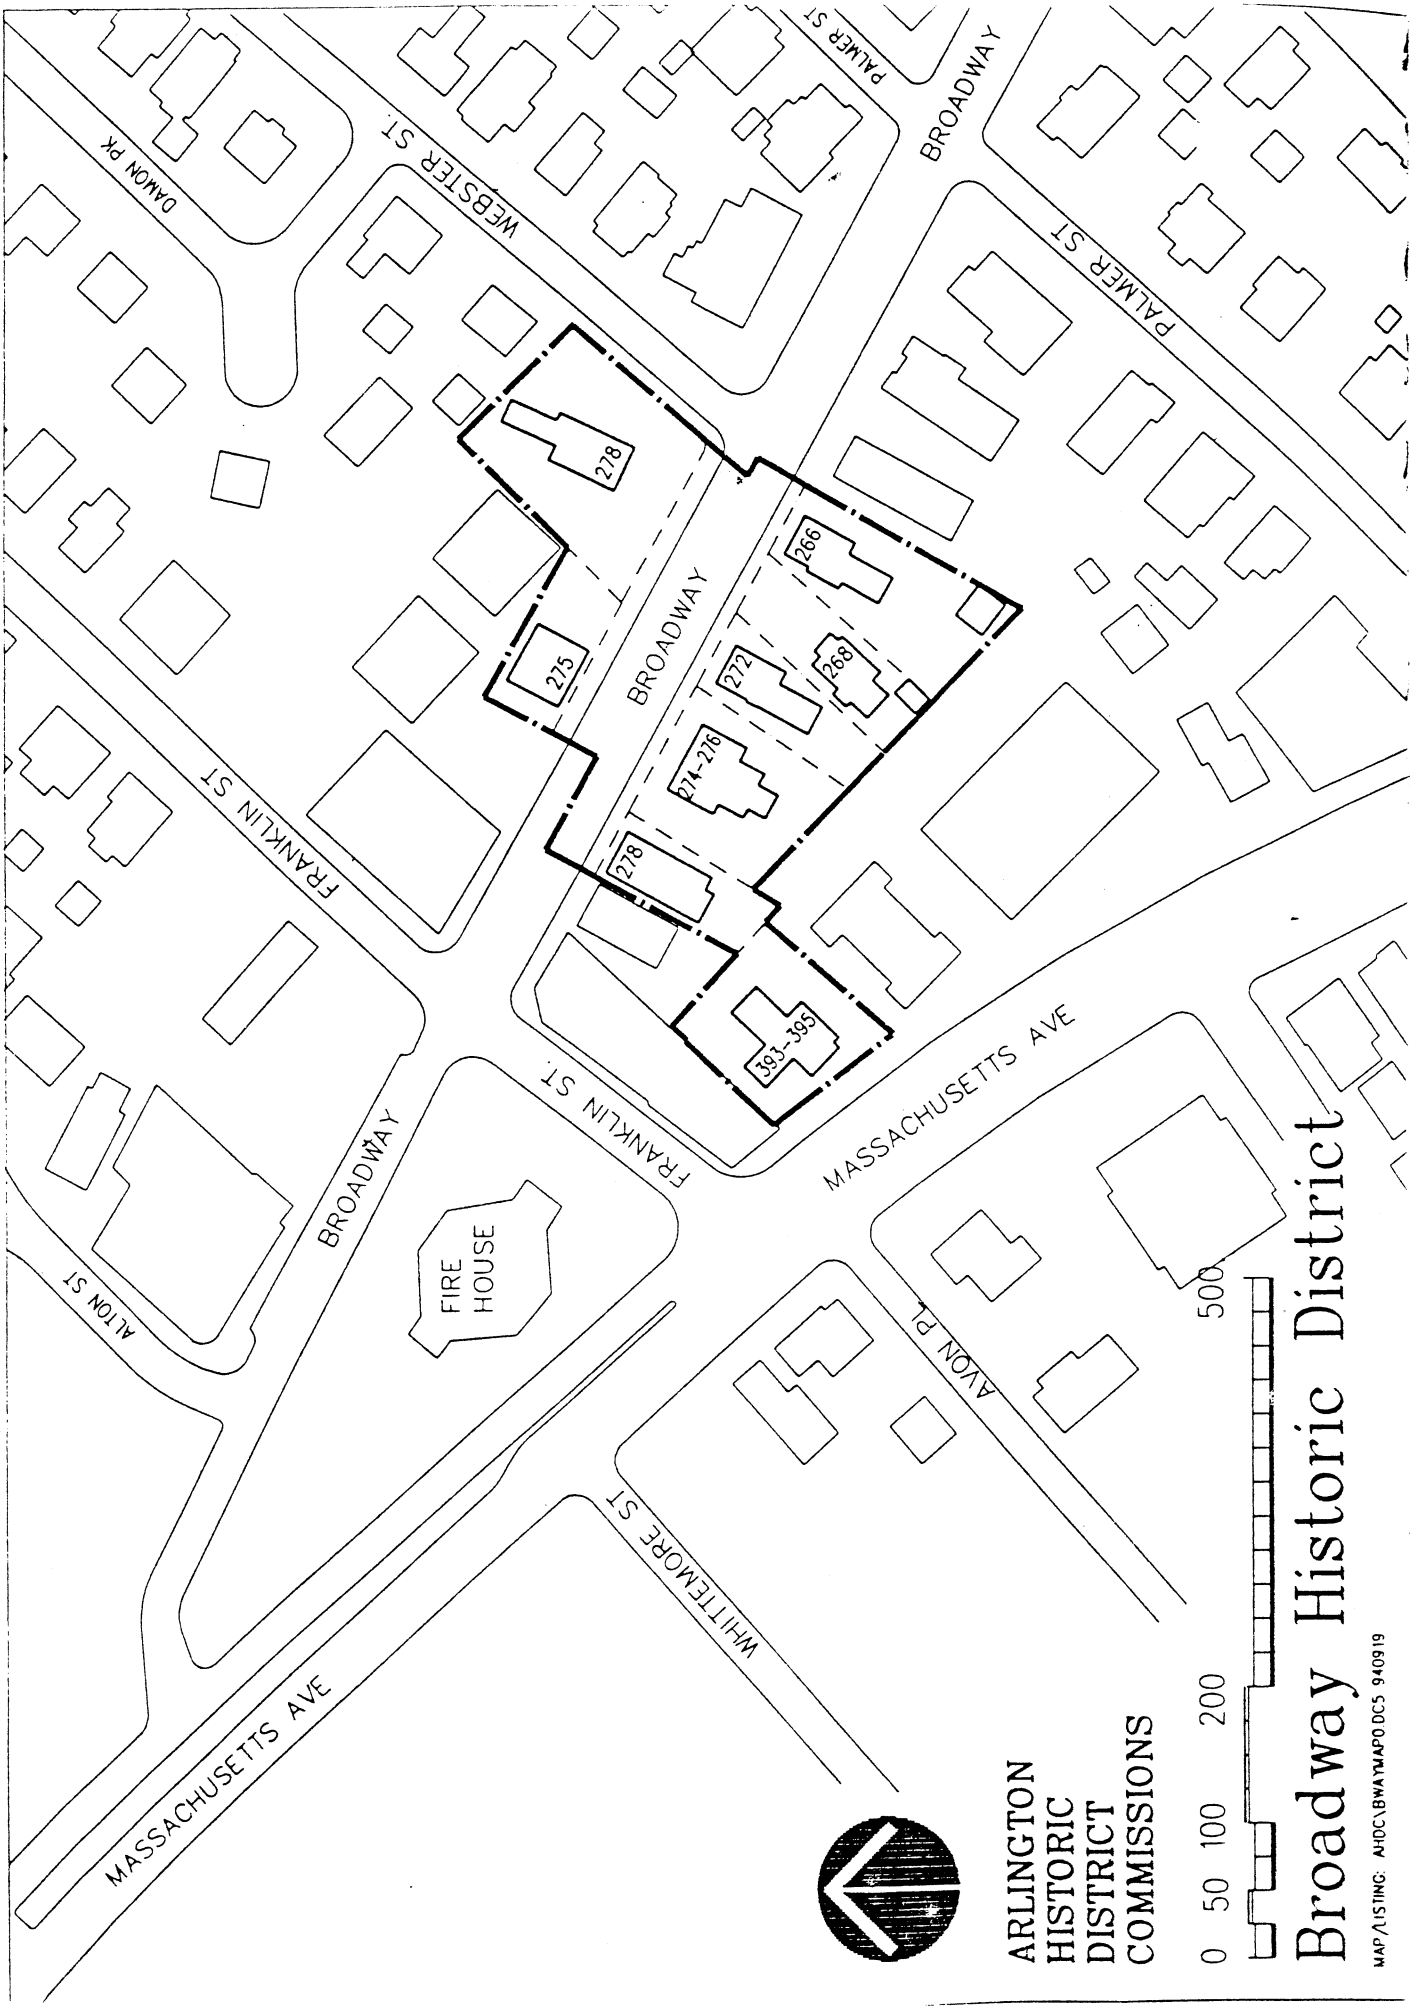 PALMER ST
BROADWAY
DAMON PK
WEBSTER ST.
PALMER ST
278
BROADWAY
266
275
272
268
274-276
278
FRANKLIN ST
393-395
FRANKLIN ST.
MASSACHUSETTS AVE
BROADWAY
FIRE
HOUSE
ALTON ST
AVON PL
WHITTEMORE ST
MASSACHUSETTS AVE
ARLINGTON
HISTORIC
DISTRICT
COMMISSIONS
0 50 100 200 500
Broadway Historic District
MAP/LISTING: AHDC\BWAYMAP0.DC5 940919